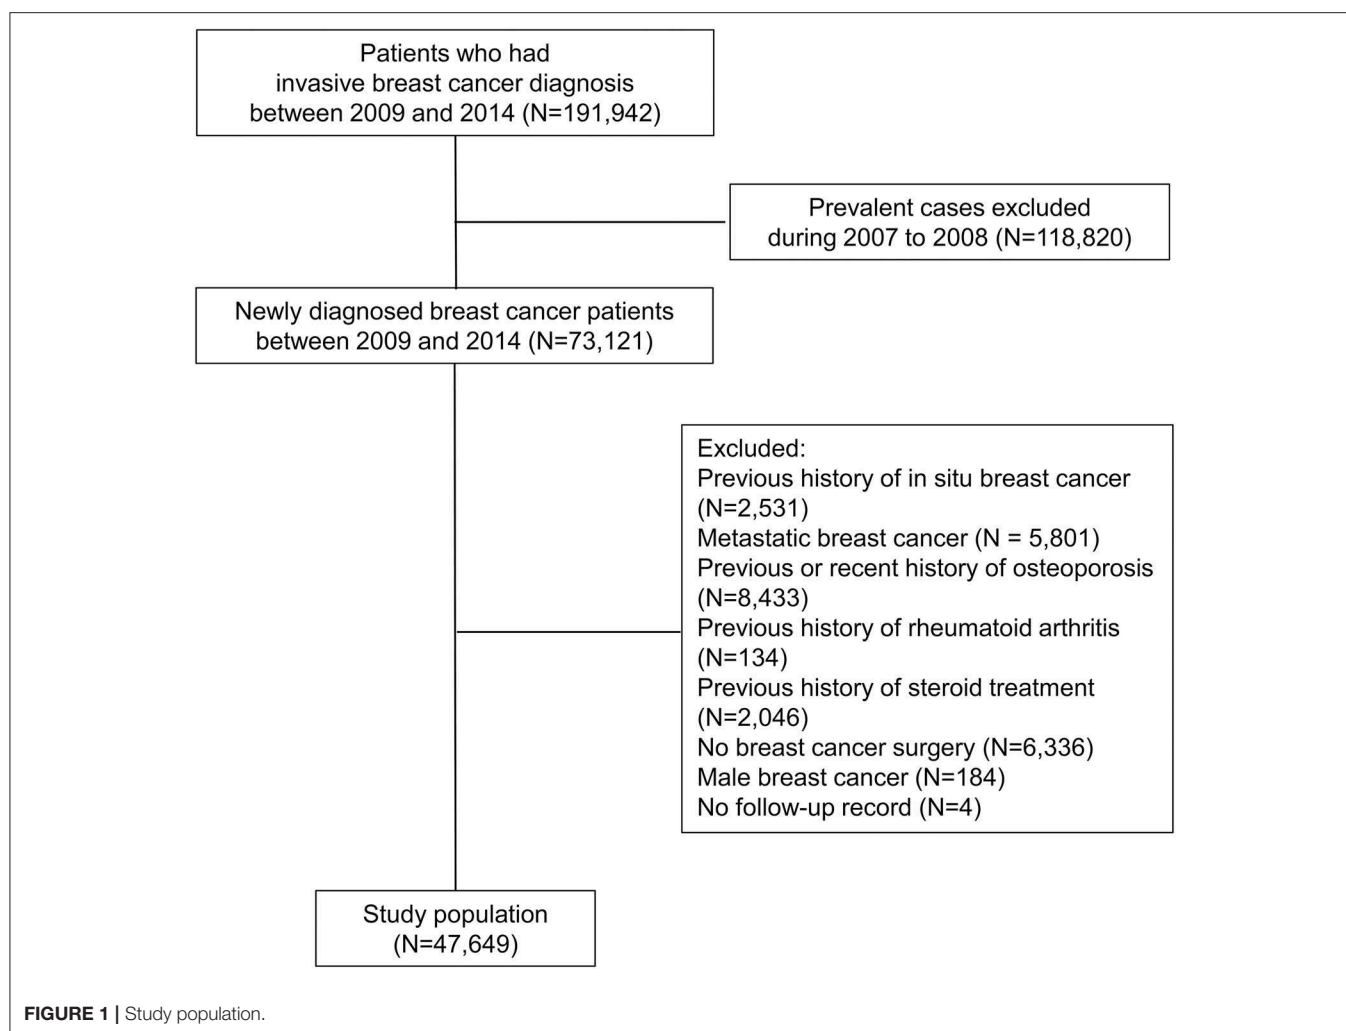 Patients who had
invasive breast cancer diagnosis
between 2009 and 2014 (N=191,942)
Prevalent cases excluded
during 2007 to 2008 (N=118,820)
Newly diagnosed breast cancer patients
between 2009 and 2014 (N=73,121)
Excluded:
Previous history of in situ breast cancer
(N=2,531)
Metastatic breast cancer (N = 5,801)
Previous or recent history of osteoporosis
(N=8,433)
Previous history of rheumatoid arthritis
(N=134)
Previous history of steroid treatment
(N=2,046)
No breast cancer surgery (N=6,336)
Male breast cancer (N=184)
No follow-up record (N=4)
Study population
(N=47,649)
FIGURE 1 | Study population.